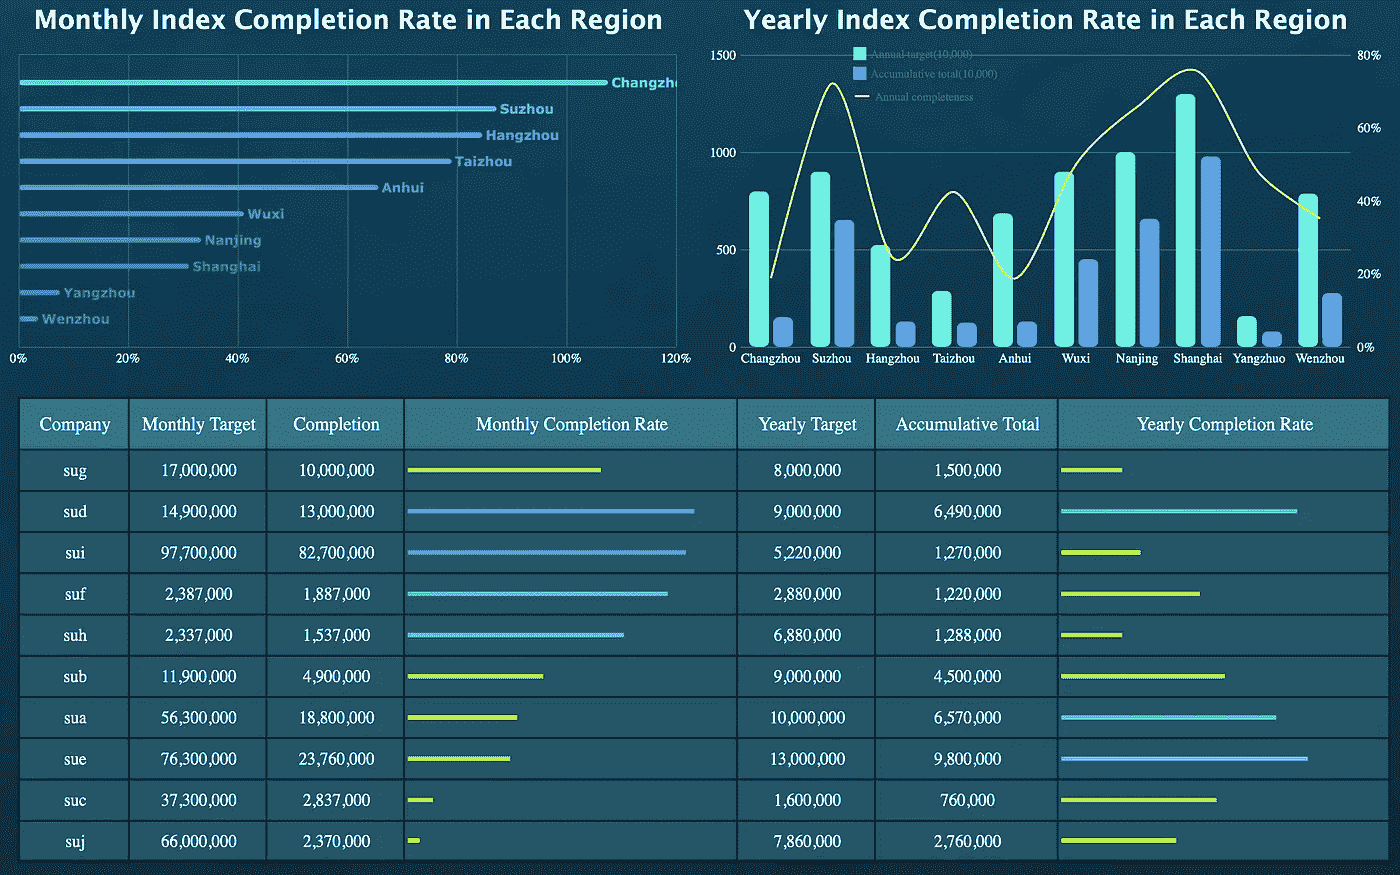 Monthly Index Completion Rate in Each Region
Changzh
Suzhou
Hangzhou
Taizhou
Anhui
Wuxi
Nanjing
Shanghai
Yangzhou
Wenzhou
0% 20% 40% 60% 80% 100% 120%
Yearly Index Completion Rate in Each Region
Annual target(10,000)
Accumulative total(10,000)
Annual completeness
1500
1000
500
0
80%
60%
40%
20%
0%
Changzhou Suzhou Hangzhou Taizhou Anhui Wuxi Nanjing Shanghai Yangzhuo Wenzhou
Company Monthly Target Completion Monthly Completion Rate Yearly Target Accumulative Total Yearly Completion Rate
sug 17,000,000 10,000,000 8,000,000 1,500,000
sud 14,900,000 13,000,000 9,000,000 6,490,000
sui 97,700,000 82,700,000 5,220,000 1,270,000
suf 2,387,000 1,887,000 2,880,000 1,220,000
suh 2,337,000 1,537,000 6,880,000 1,288,000
sub 11,900,000 4,900,000 9,000,000 4,500,000
sua 56,300,000 18,800,000 10,000,000 6,570,000
sue 76,300,000 23,760,000 13,000,000 9,800,000
suc 37,300,000 2,837,000 1,600,000 760,000
suj 66,000,000 2,370,000 7,860,000 2,760,000